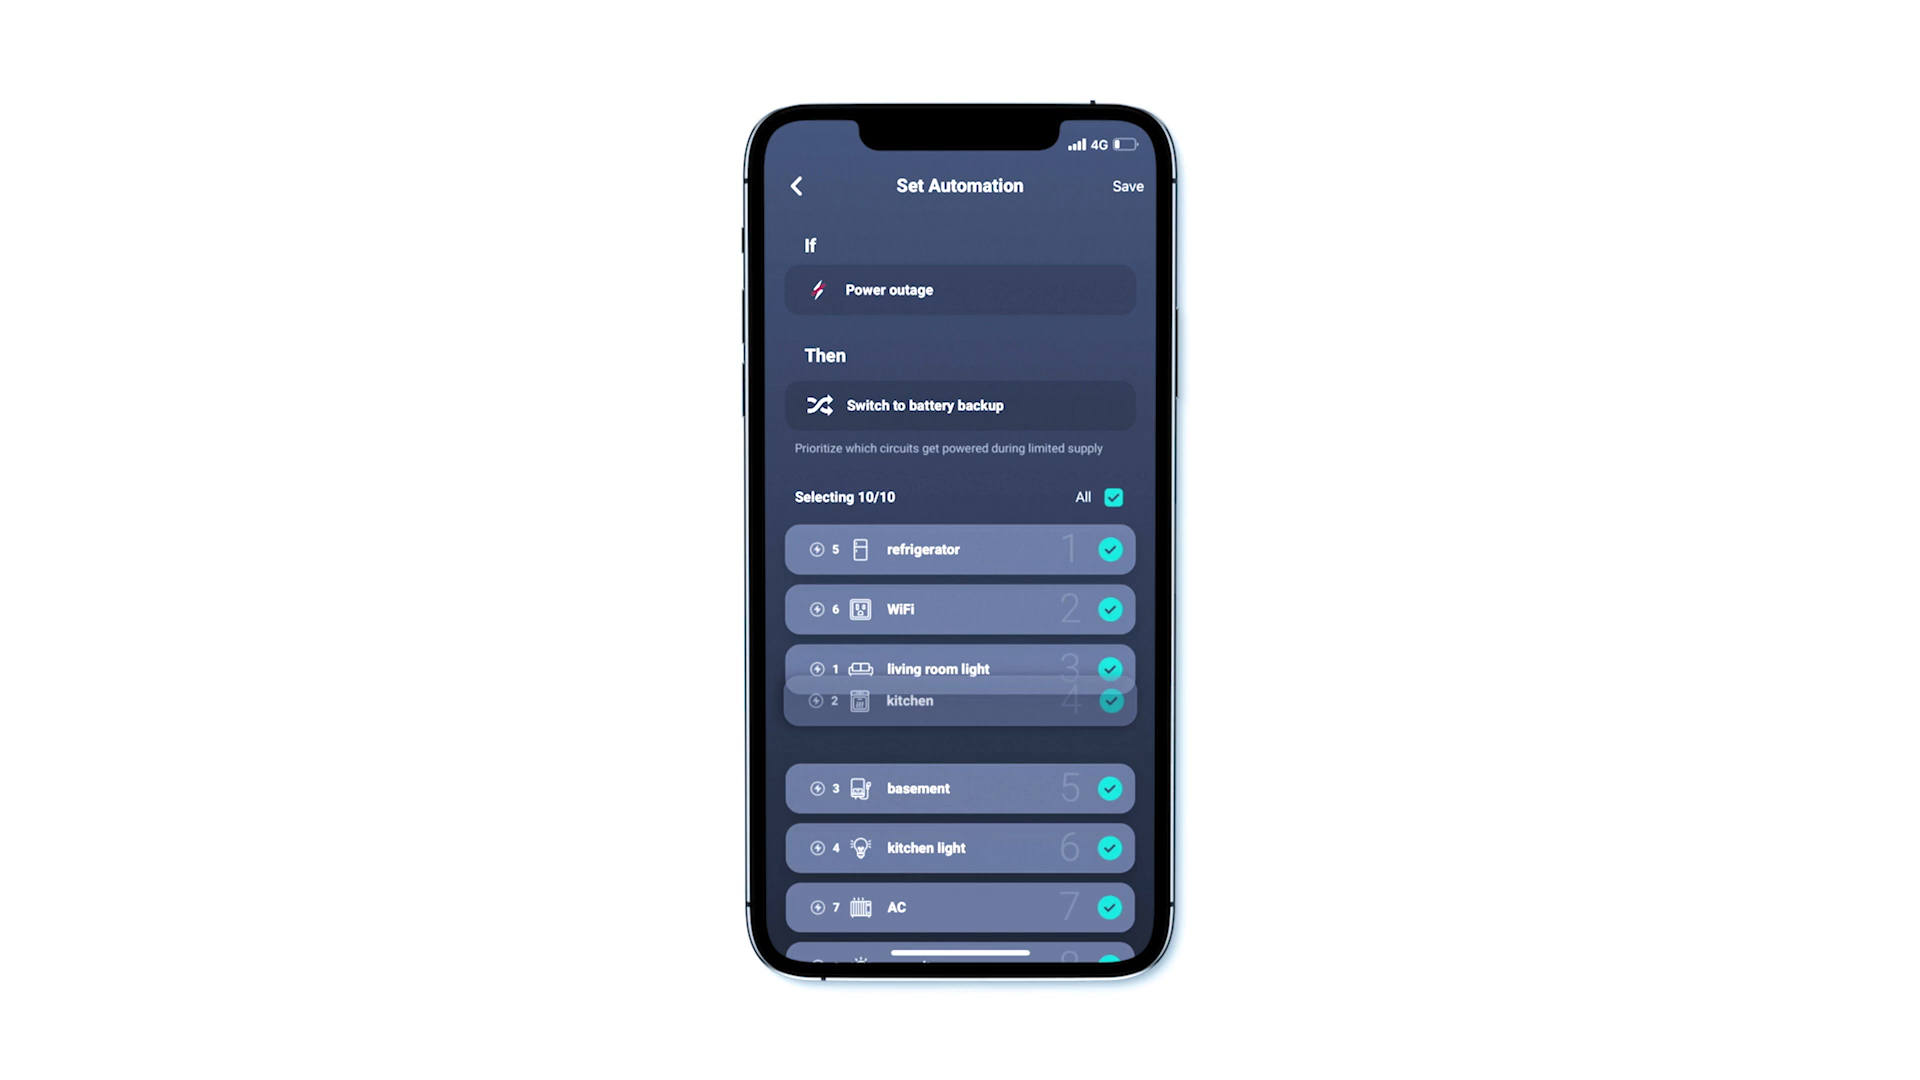 4G
Set Automation
Save
If
Power outage
Then
Switch to battery backup
Prioritize which circuits get powered during limited supply
Selecting 10/10
All
5 refrigerator 1
6 WiFi 2
1 living room light 3
2 kitchen 4
3 basement 5
4 kitchen light 6
7 AC 7